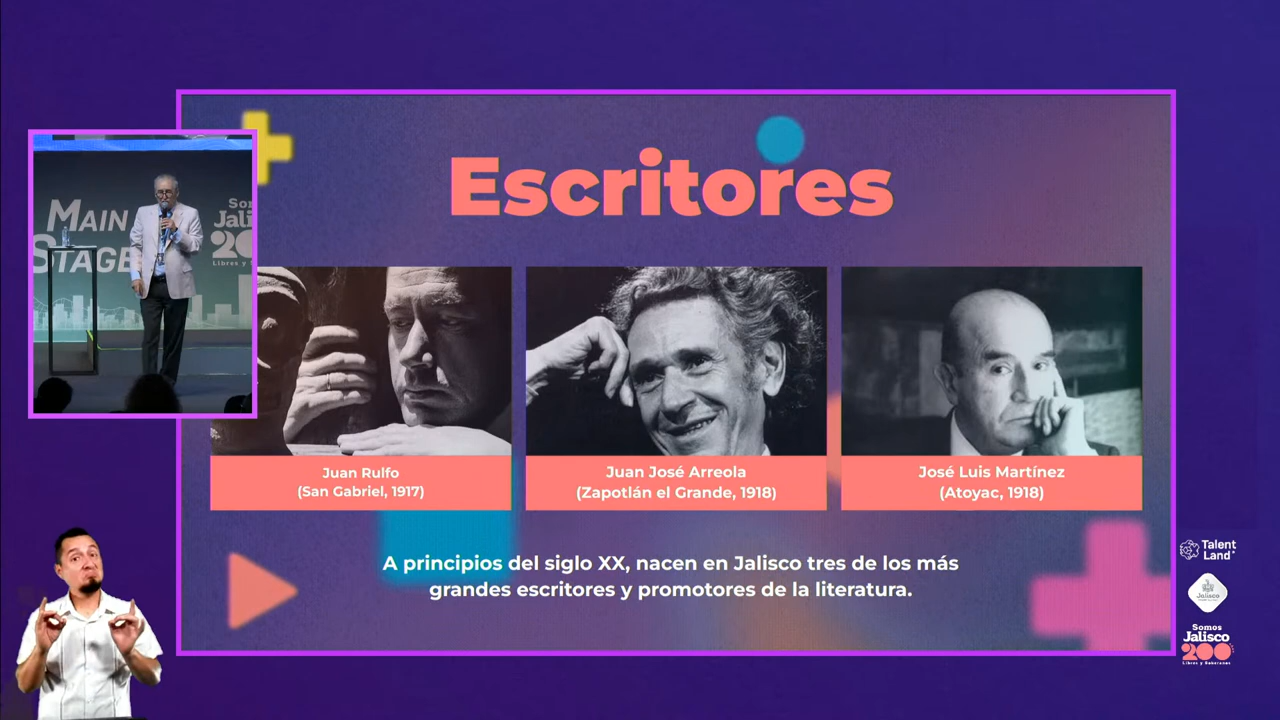 Escritores
MAIN
STAGE
Juan Rulfo
(San Gabriel, 1917)
Juan José Arreola
(Zapotlán el Grande, 1918)
José Luis Martínez
(Atoyac, 1918)
A principios del siglo XX, nacen en Jalisco tres de los más
grandes escritores y promotores de la literatura.
Talent
Land
Jalisco
Somos
Jalisco
200
Libres y Soberanos